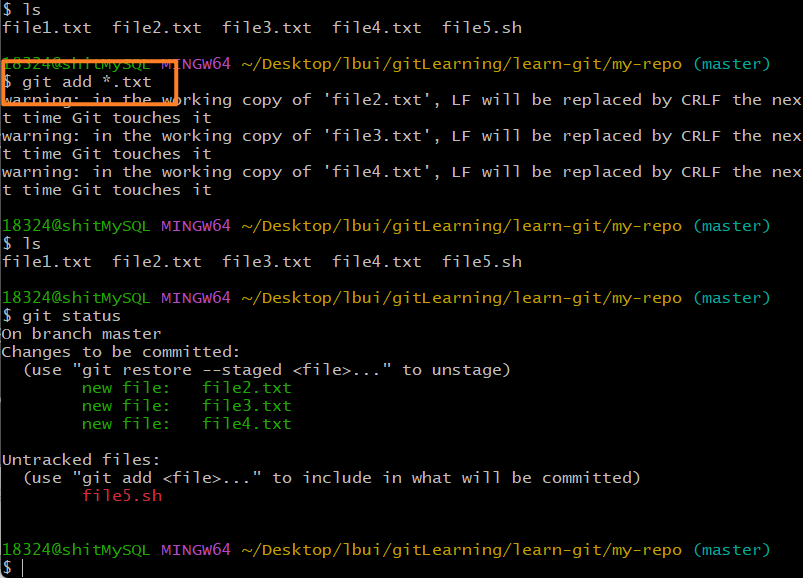 $ ls
file1.txt  file2.txt  file3.txt  file4.txt  file5.sh
18324@shitMySQL MINGW64 ~/Desktop/lbui/gitLearning/learn-git/my-repo (master)
$ git add *.txt
warning: in the working copy of 'file2.txt', LF will be replaced by CRLF the nex
t time Git touches it
warning: in the working copy of 'file3.txt', LF will be replaced by CRLF the nex
t time Git touches it
warning: in the working copy of 'file4.txt', LF will be replaced by CRLF the nex
t time Git touches it
18324@shitMySQL MINGW64 ~/Desktop/lbui/gitLearning/learn-git/my-repo (master)
$ ls
file1.txt  file2.txt  file3.txt  file4.txt  file5.sh
18324@shitMySQL MINGW64 ~/Desktop/lbui/gitLearning/learn-git/my-repo (master)
$ git status
On branch master
Changes to be committed:
  (use "git restore --staged <file>..." to unstage)
        new file:   file2.txt
        new file:   file3.txt
        new file:   file4.txt
Untracked files:
  (use "git add <file>..." to include in what will be committed)
        file5.sh
18324@shitMySQL MINGW64 ~/Desktop/lbui/gitLearning/learn-git/my-repo (master)
$